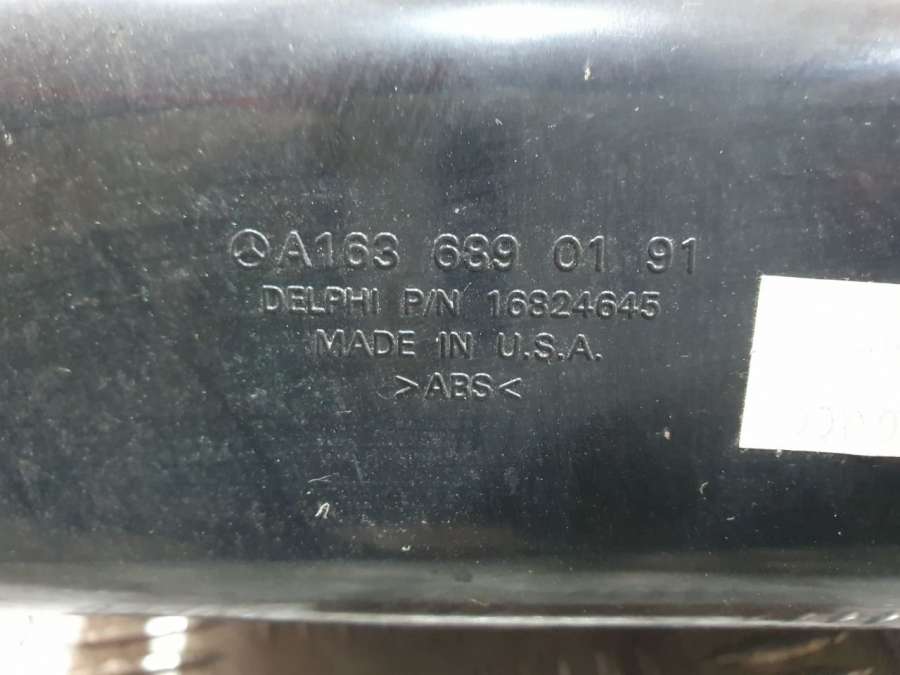 A163 689 01 91
DELPHI P/N 16824645
MADE IN U.S.A.
>ABS<